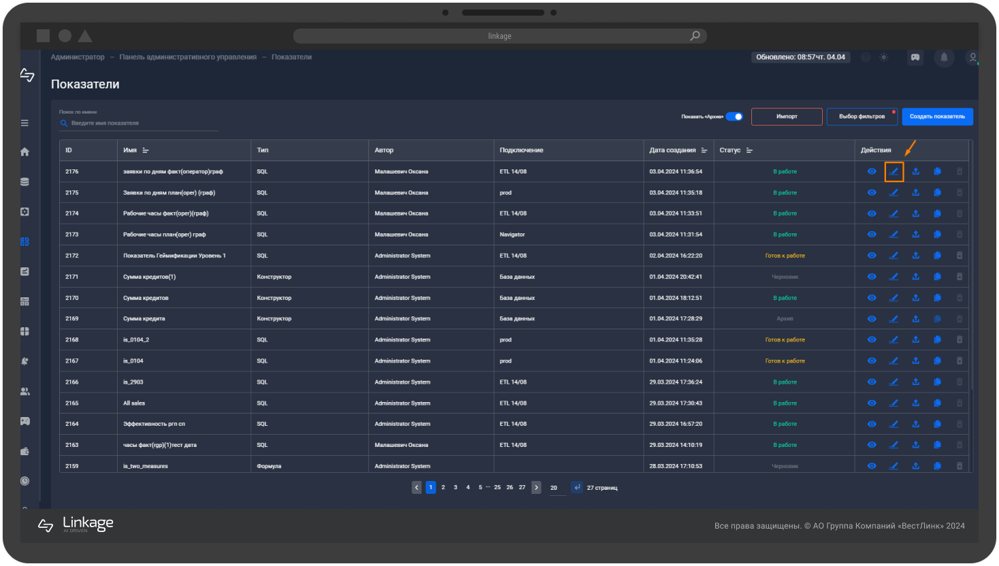 linkage
Администратор – Панель административного управления – Показатели
Обновлено: 08:57чт. 04.04
Показатели
Поиск по имени
Введите имя показателя
Показать «Архив»
Импорт
Выбор фильтров
Создать показатель
ID Имя Тип Автор Подключение Дата создания Статус Действия
2176 заявки по дням факт(оператор)граф SQL Малашевич Оксана ETL 14/08 03.04.2024 11:36:54 В работе
2175 Заявки по дням план(oper) (граф) SQL Малашевич Оксана prod 03.04.2024 11:35:18 В работе
2174 Рабочие часы факт(oper)(граф) SQL Малашевич Оксана ETL 14/08 03.04.2024 11:33:51 В работе
2173 Рабочие часы план(oper) граф SQL Малашевич Оксана Navigator 03.04.2024 11:31:54 В работе
2172 Показатель Геймификации Уровень 1 SQL Administrator System ETL 14/08 02.04.2024 16:22:20 Готов к работе
2171 Сумма кредитов(1) Конструктор Administrator System База данных 01.04.2024 20:42:41 Черновик
2170 Сумма кредитов Конструктор Administrator System База данных 01.04.2024 18:12:51 В работе
2169 Сумма кредита Конструктор Administrator System База данных 01.04.2024 17:28:29 Архив
2168 is_0104_2 SQL Administrator System prod 01.04.2024 11:35:28 Готов к работе
2167 is_0104 SQL Administrator System prod 01.04.2024 11:24:06 Готов к работе
2166 is_2903 SQL Administrator System ETL 14/08 29.03.2024 17:36:24 В работе
2165 All sales SQL Administrator System ETL 14/08 29.03.2024 17:30:43 В работе
2164 Эффективность ргп сп SQL Administrator System ETL 14/08 29.03.2024 16:57:20 В работе
2163 часы факт(rgp)(1)тест дата SQL Малашевич Оксана ETL 14/08 29.03.2024 14:10:19 В работе
2159 is_two_measures Формула Administrator System 28.03.2024 17:10:53 Черновик
1 2 3 4 5 ... 25 26 27 20 27 страниц
Linkage
AI DRIVEN
Все права защищены. © АО Группа Компаний «ВестЛинк» 2024